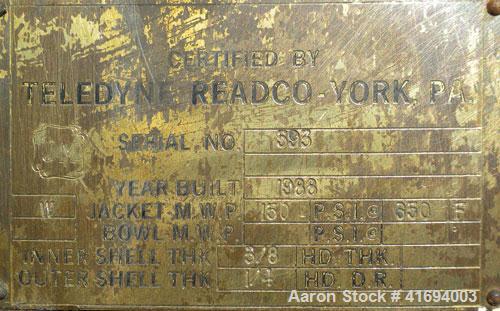 CERTIFIED BY
TELEDYNE READCO-YORK, PA.
SERIAL NO. 593
YEAR BUILT 1988
W JACKET M.W.P. 150 P.S.I.@ 650 F
BOWL M.W.P. P.S.I.@ °
INNER SHELL THK 3/8 HD. THK.
OUTER SHELL THK 1/4 HD. D.R.
Aaron Stock # 41694003